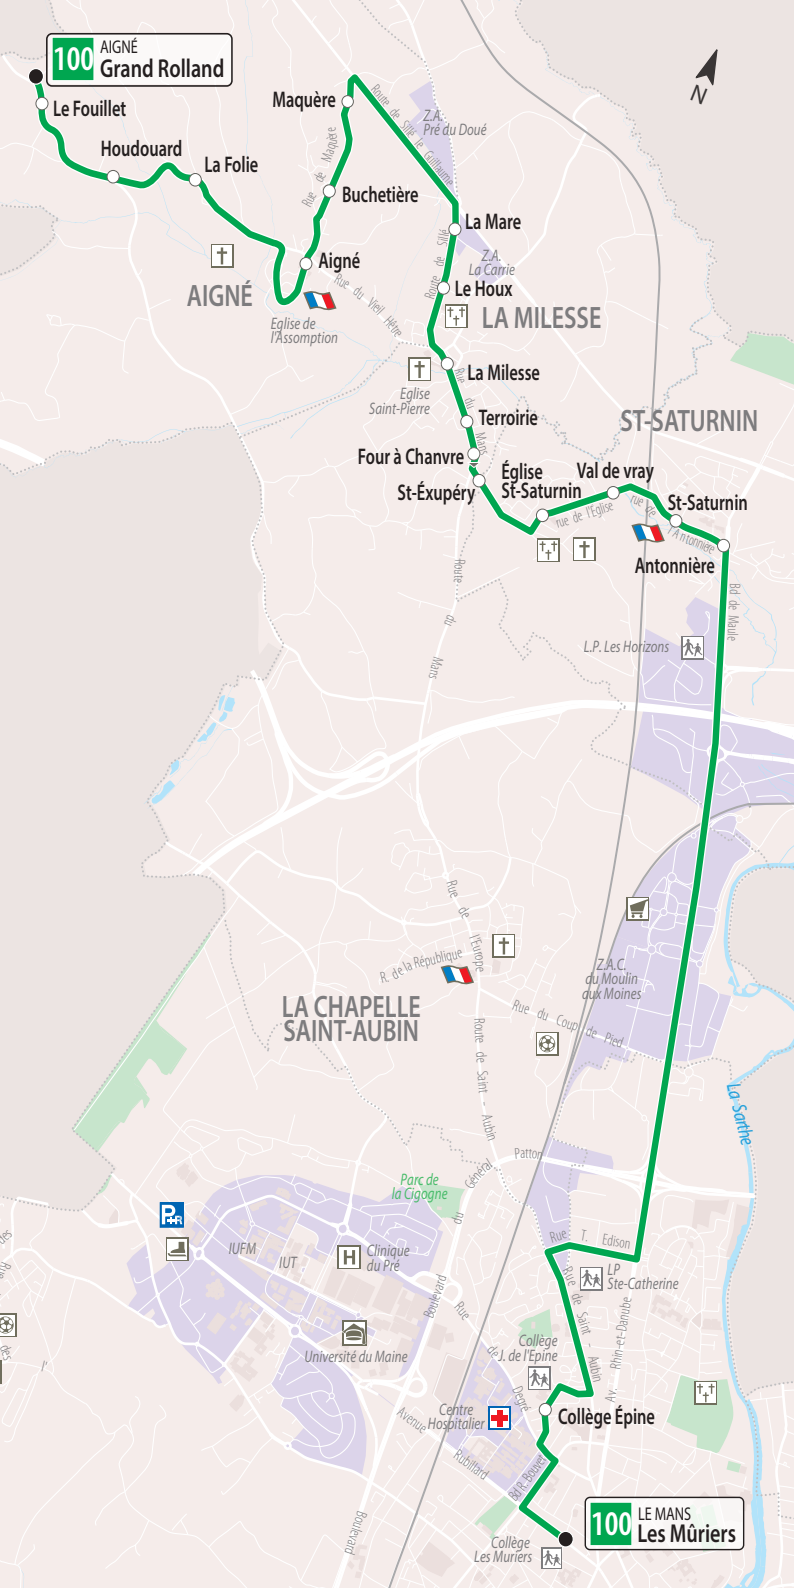 100
AIGNÉ
Grand Rolland
Le Fouillet
Houdouard
La Folie
Maquère
Rue de Maquère
Buchetière
Route de Sillé le Guillaume
Z.A.
Pré du Doué
N
La Mare
Z.A.
La Carrie
Route de Sillé
Le Houx
Aigné
AIGNÉ
Rue du Vieil Hêtre
Eglise de
l'Assomption
LA MILESSE
La Milesse
Eglise
Saint-Pierre
Rue du Mans
Terroirie
ST-SATURNIN
Four à Chanvre
St-Éxupéry
Église
St-Saturnin
Val de vray
rue de l'Eglise
rue de l'Antonnière
St-Saturnin
Antonnière
Route du Mans
Bd de Maule
L.P. Les Horizons
Rue de l'Europe
R. de la République
Z.A.C.
du Moulin
aux Moines
LA CHAPELLE
SAINT-AUBIN
Rue du Coup de Pied
Route de Saint - Aubin
La Sarthe
Patton
Général
du
Boulevard
Parc de
la Cigogne
P+R
IUFM
IUT
H
Clinique
du Pré
Rue T. Edison
LP
Ste-Catherine
Rue de Saint - Aubin
Av. Rhin-et-Danube
Rue de Degré
Université du Maine
Collège
J. de l'Epine
Centre
Hospitalier
Collège Épine
Avenue Rubillard
Bd R. Bouvet
Boulevard
100
LE MANS
Les Mûriers
Collège
Les Muriers
des
l'